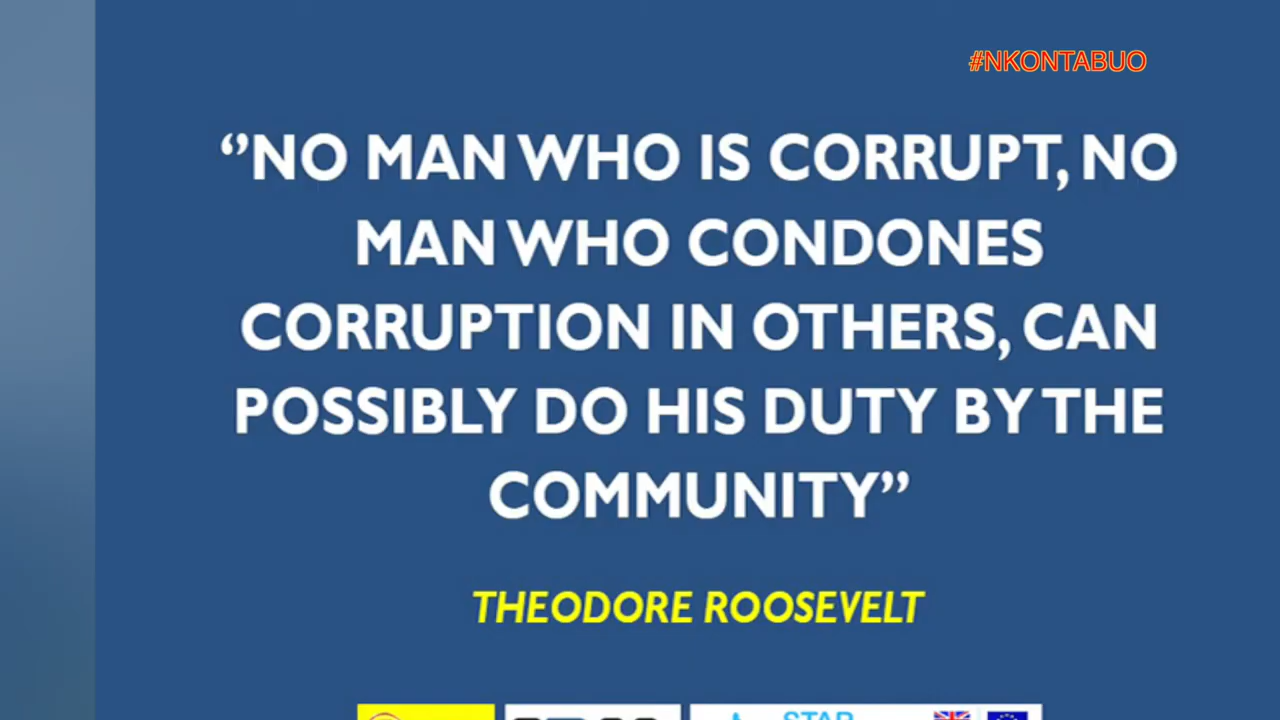 #NKONTABUO
‘’NO MAN WHO IS CORRUPT, NO
MAN WHO CONDONES
CORRUPTION IN OTHERS, CAN
POSSIBLY DO HIS DUTY BY THE
COMMUNITY’’
THEODORE ROOSEVELT
STAR